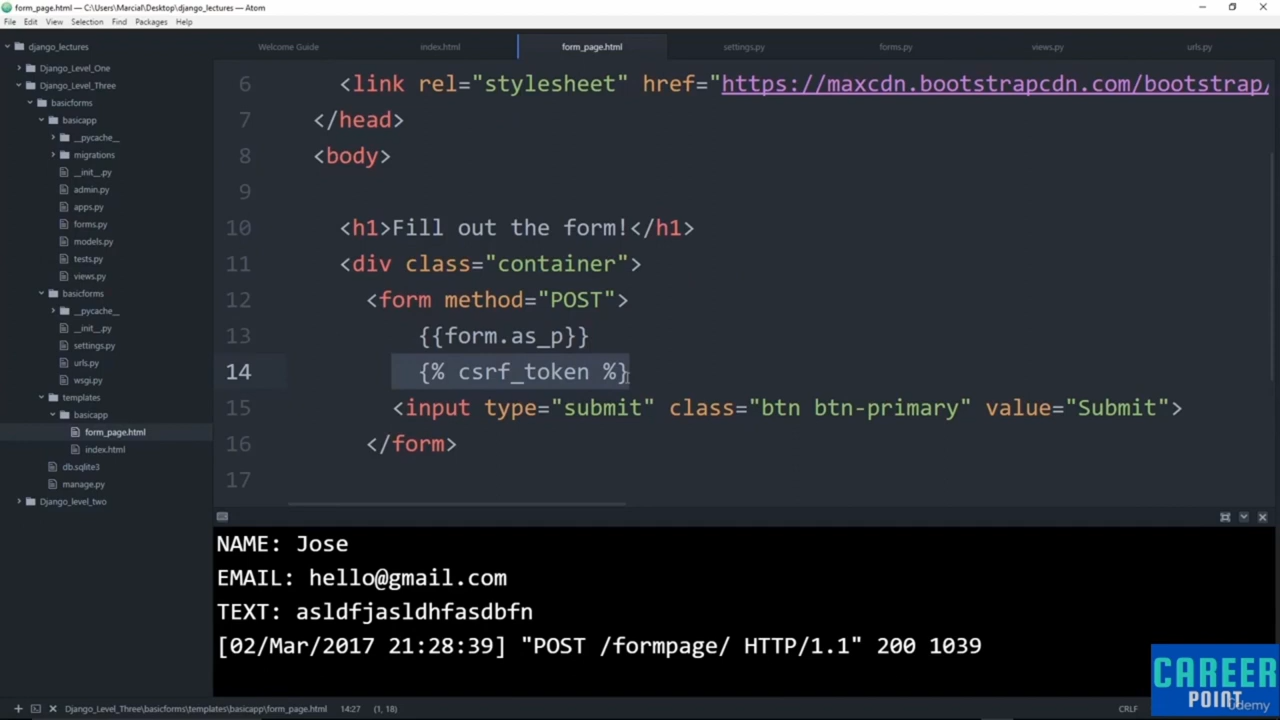 form_page.html — C:\Users\Marcial\Desktop\django_lectures — Atom
File Edit View Selection Find Packages Help
django_lectures
Django_Level_One
Django_Level_Three
basicforms
basicapp
__pycache__
migrations
__init__.py
admin.py
apps.py
forms.py
models.py
tests.py
views.py
basicforms
__pycache__
__init__.py
settings.py
urls.py
wsgi.py
templates
basicapp
form_page.html
index.html
db.sqlite3
manage.py
Django_level_two
Welcome Guide index.html form_page.html settings.py forms.py views.py urls.py
6 <link rel="stylesheet" href="https://maxcdn.bootstrapcdn.com/bootstrap/
7 </head>
8 <body>
9
10 <h1>Fill out the form!</h1>
11 <div class="container">
12 <form method="POST">
13 {{form.as_p}}
14 {% csrf_token %}
15 <input type="submit" class="btn btn-primary" value="Submit">
16 </form>
17
NAME: Jose
EMAIL: hello@gmail.com
TEXT: asldfjasldhfasdbfn
[02/Mar/2017 21:28:39] "POST /formpage/ HTTP/1.1" 200 1039
Django_Level_Three\basicforms\templates\basicapp\form_page.html 14:27 (1, 18) CRLF
CAREER
POINT
Udemy